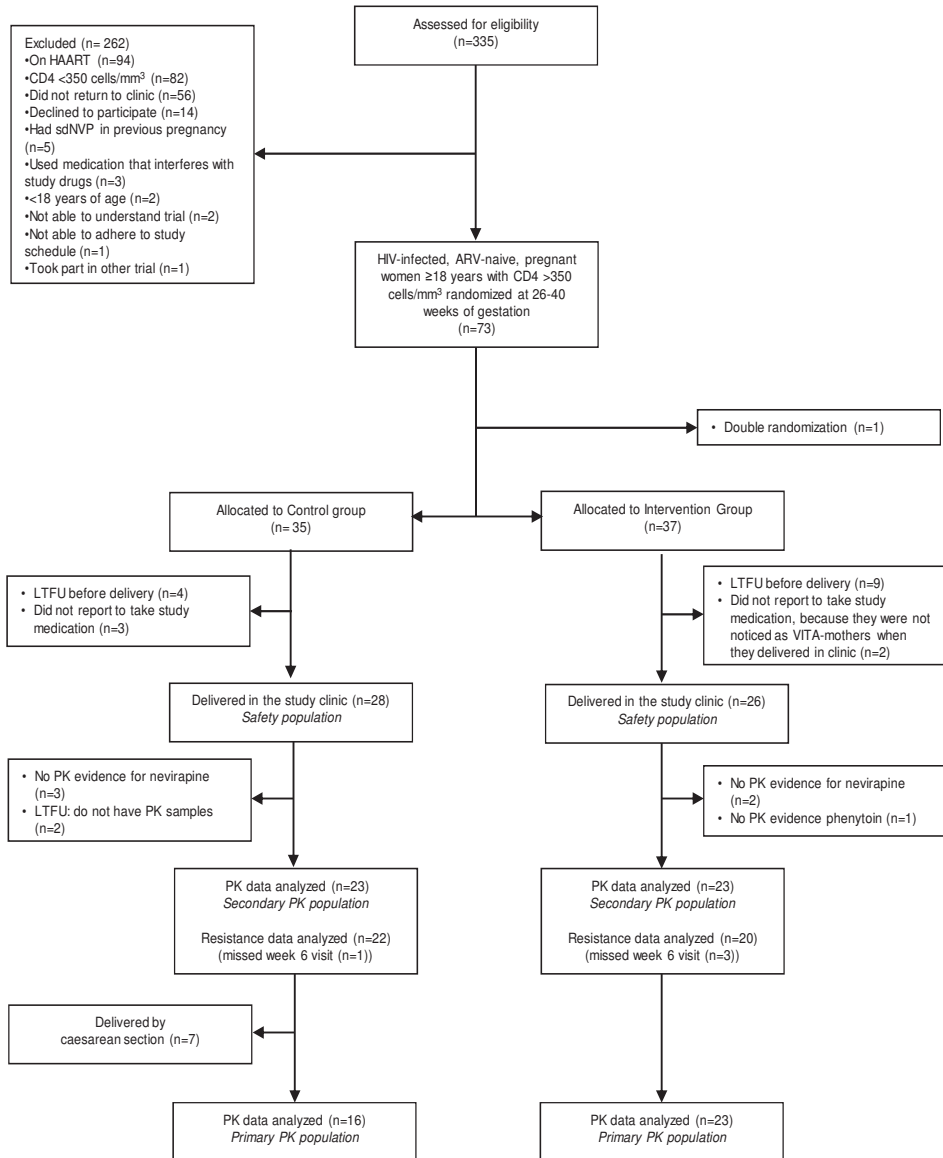 Assessed for eligibility
(n=335)
Excluded (n= 262)
•On HAART (n=94)
•CD4 <350 cells/mm³ (n=82)
•Did not return to clinic (n=56)
•Declined to participate (n=14)
•Had sdNVP in previous pregnancy
(n=5)
•Used medication that interferes with
study drugs (n=3)
•<18 years of age (n=2)
•Not able to understand trial (n=2)
•Not able to adhere to study
schedule (n=1)
•Took part in other trial (n=1)
HIV-infected, ARV-naive, pregnant
women ≥18 years with CD4 >350
cells/mm³ randomized at 26-40
weeks of gestation
(n=73)
• Double randomization (n=1)
Allocated to Control group
(n= 35)
Allocated to Intervention Group
(n=37)
• LTFU before delivery (n=4)
• Did not report to take study
medication (n=3)
• LTFU before delivery (n=9)
• Did not report to take study
medication, because they were not
noticed as VITA-mothers when
they delivered in clinic (n=2)
Delivered in the study clinic (n=28)
Safety population
Delivered in the study clinic (n=26)
Safety population
• No PK evidence for nevirapine
(n=3)
• LTFU: do not have PK samples
(n=2)
• No PK evidence for nevirapine
(n=2)
• No PK evidence phenytoin (n=1)
PK data analyzed (n=23)
Secondary PK population
Resistance data analyzed (n=22)
(missed week 6 visit (n=1))
PK data analyzed (n=23)
Secondary PK population
Resistance data analyzed (n=20)
(missed week 6 visit (n=3))
Delivered by
caesarean section (n=7)
PK data analyzed (n=16)
Primary PK population
PK data analyzed (n=23)
Primary PK population